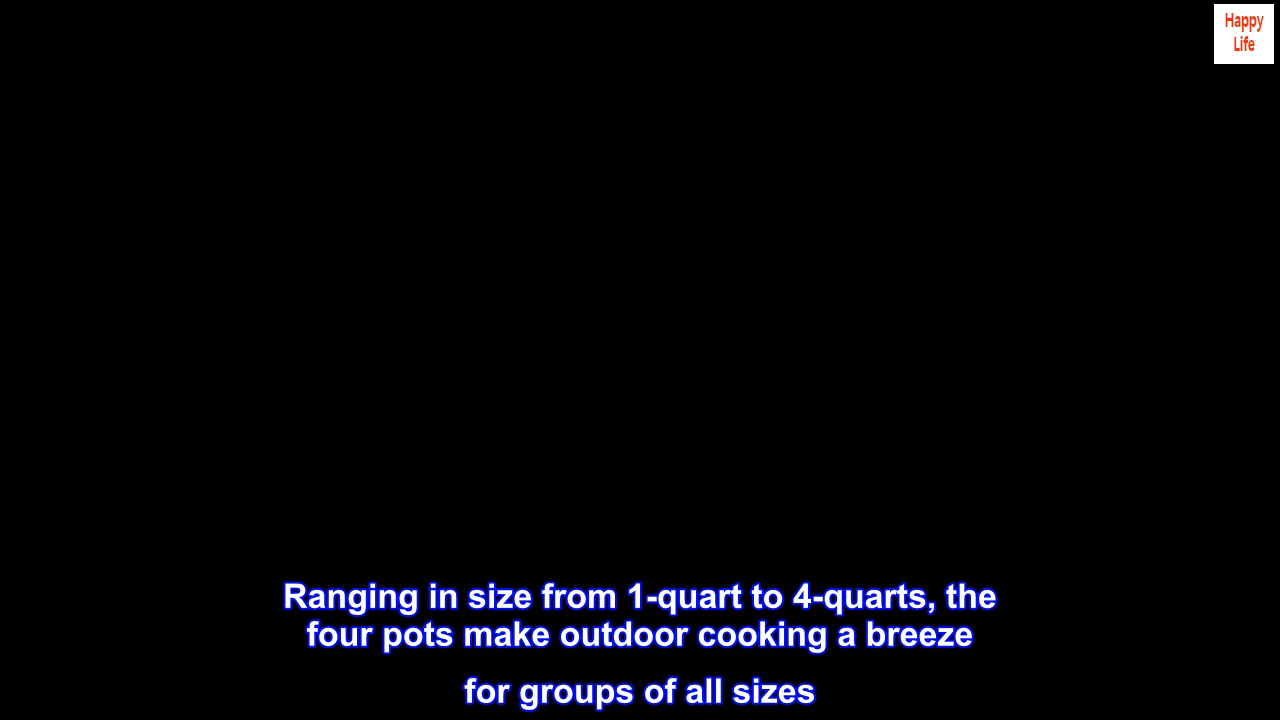 Happy
Life
Ranging in size from 1-quart to 4-quarts, the
four pots make outdoor cooking a breeze
for groups of all sizes